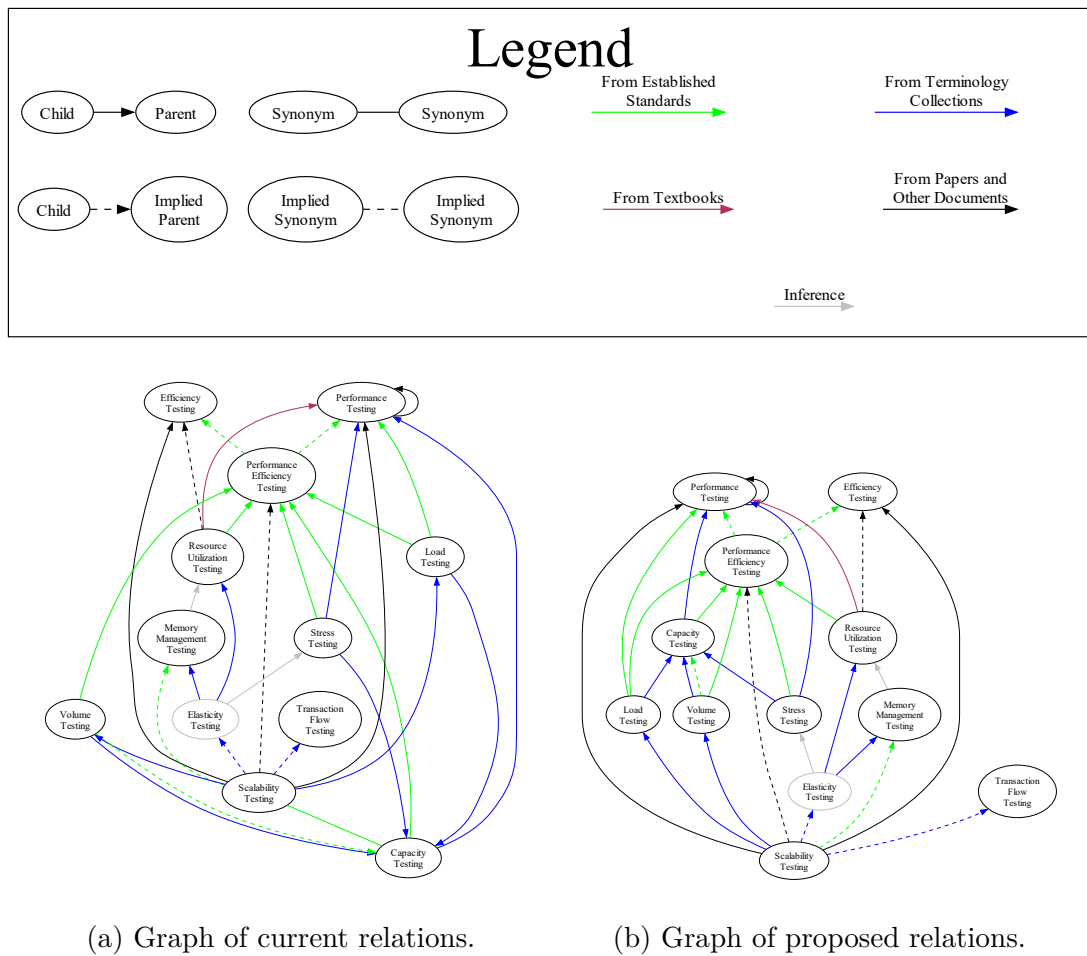 Legend
From Established
Standards
From Terminology
Collections
Child
Parent
Synonym
Synonym
Child
Implied
Parent
Implied
Synonym
Implied
Synonym
From Textbooks
From Papers and
Other Documents
Inference
Efficiency
Testing
Performance
Testing
Performance
Efficiency
Testing
Resource
Utilization
Testing
Load
Testing
Memory
Management
Testing
Stress
Testing
Volume
Testing
Elasticity
Testing
Transaction
Flow
Testing
Scalability
Testing
Capacity
Testing
Performance
Testing
Efficiency
Testing
Performance
Efficiency
Testing
Capacity
Testing
Resource
Utilization
Testing
Load
Testing
Volume
Testing
Stress
Testing
Memory
Management
Testing
Elasticity
Testing
Transaction
Flow
Testing
Scalability
Testing
(a) Graph of current relations.
(b) Graph of proposed relations.